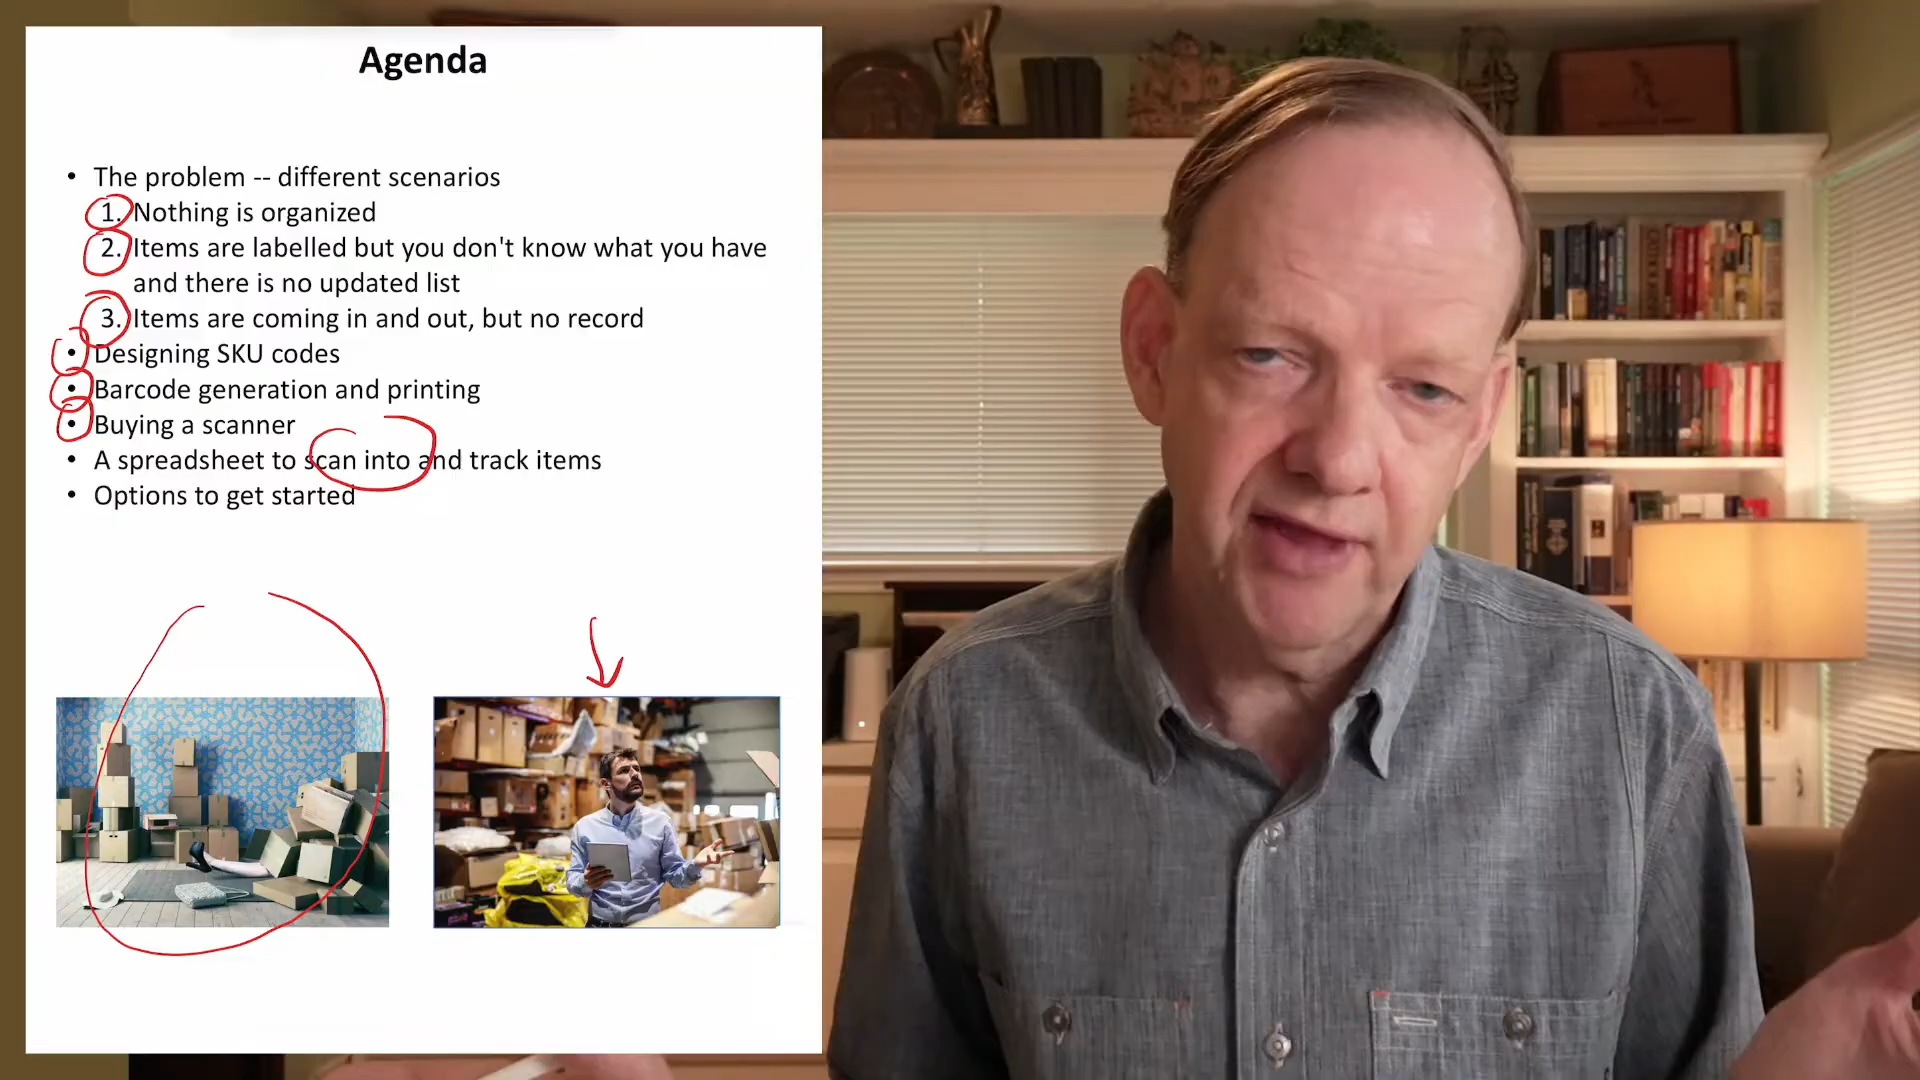 Agenda
• The problem -- different scenarios
1. Nothing is organized
2. Items are labelled but you don't know what you have
and there is no updated list
3. Items are coming in and out, but no record
• Designing SKU codes
• Barcode generation and printing
• Buying a scanner
• A spreadsheet to scan into and track items
• Options to get started